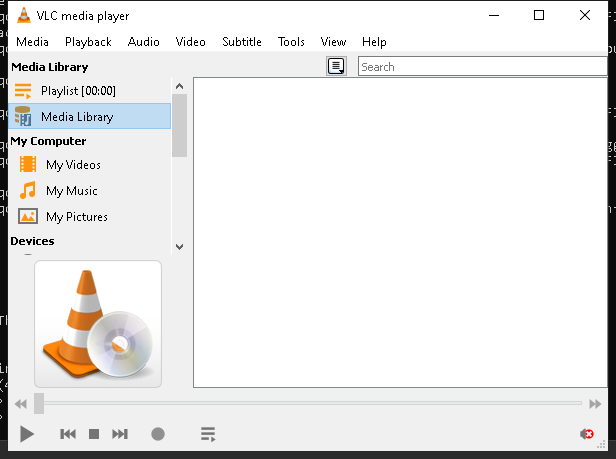 VLC media player
Media Playback Audio Video Subtitle Tools View Help
Media Library
Search
Playlist [00:00]
Media Library
My Computer
My Videos
My Music
My Pictures
Devices